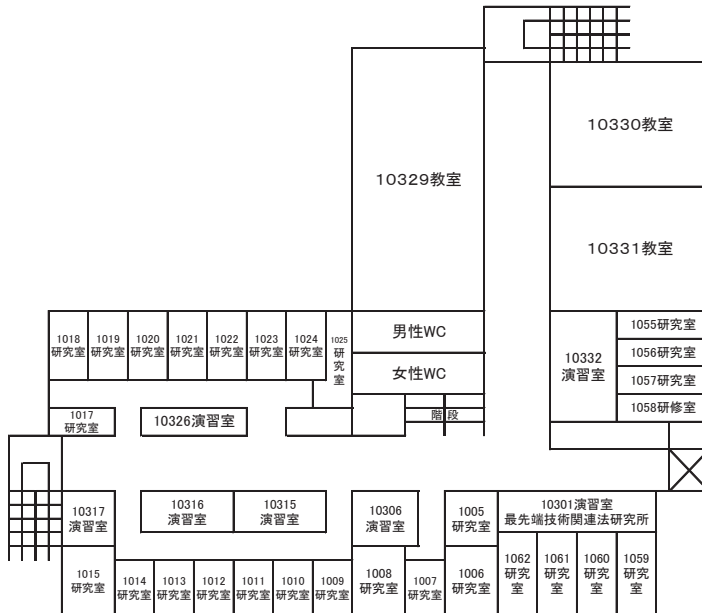 10330教室
10329教室
10331教室
1018
研究室
1019
研究室
1020
研究室
1021
研究室
1022
研究室
1023
研究室
1024
研究室
1025
研
究
室
男性WC
女性WC
10332
演習室
1055研究室
1056研究室
1057研究室
1058研修室
1017
研究室
10326演習室
階段
10317
演習室
10316
演習室
10315
演習室
10306
演習室
1005
研究室
10301演習室
最先端技術関連法研究所
1015
研究室
1014
研究室
1013
研究室
1012
研究室
1011
研究室
1010
研究室
1009
研究室
1008
研究室
1007
研究室
1006
研究室
1062
研究
室
1061
研究
室
1060
研究
室
1059
研究
室